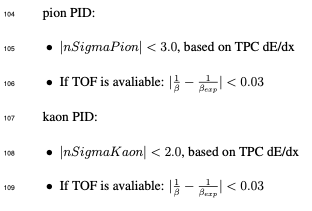 104 pion PID:
105 • |nSigmaPion| < 3.0, based on TPC dE/dx
106 • If TOF is avaliable: |1/β − 1/β_exp| < 0.03
107 kaon PID:
108 • |nSigmaKaon| < 2.0, based on TPC dE/dx
109 • If TOF is avaliable: |1/β − 1/β_exp| < 0.03